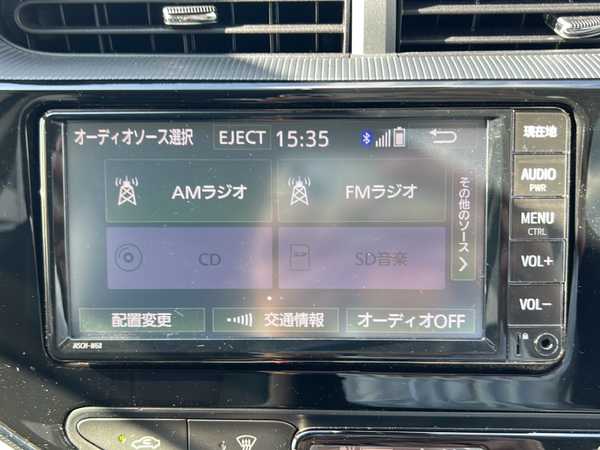 オーディオソース選択 EJECT 15:35
AMラジオ FMラジオ
CD SD音楽
その他のソース
配置変更 交通情報 オーディオOFF
現在地
AUDIO
PWR
MENU
CTRL
VOL+
VOL−
NSCN-W68